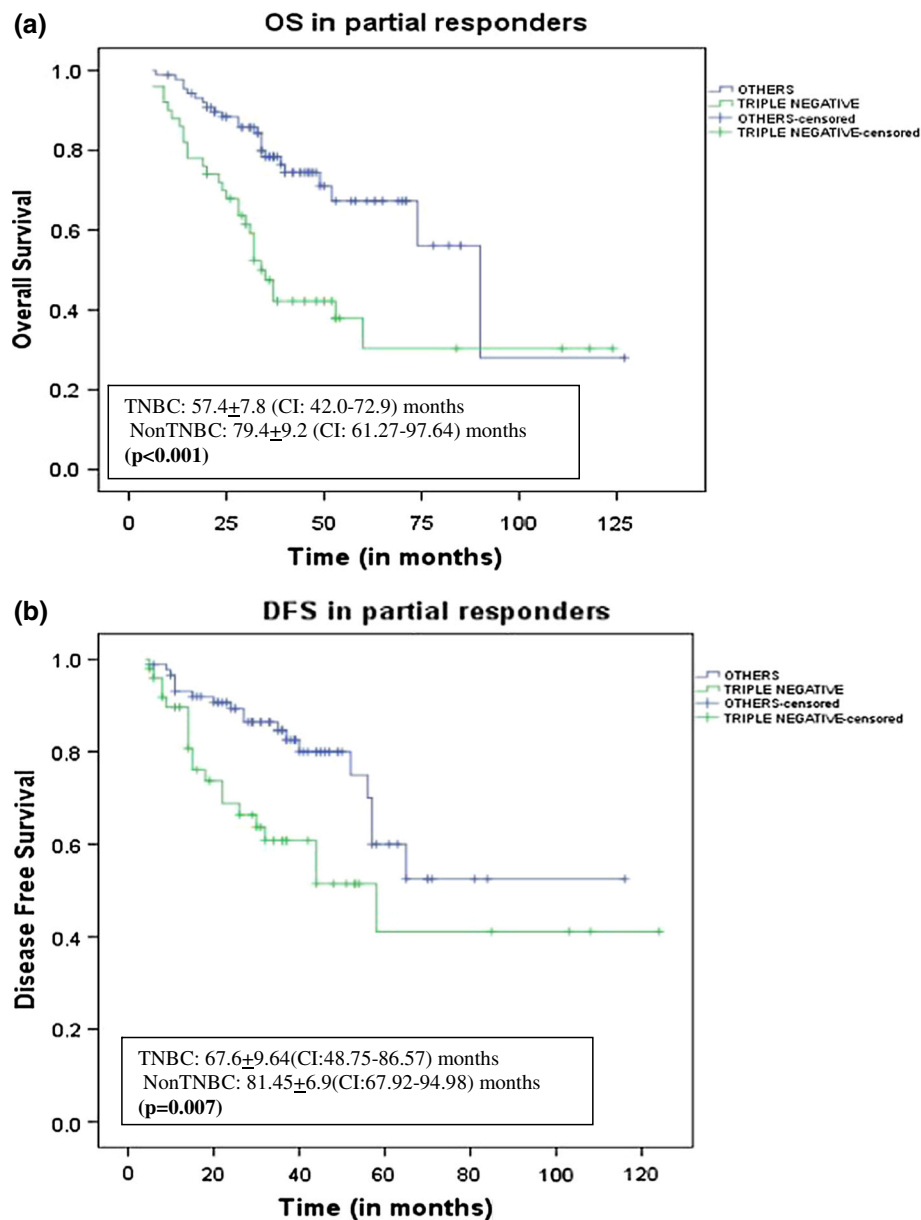 (a)
OS in partial responders
Overall Survival
1.0
0.8
0.6
0.4
0.2
0.0
OTHERS
TRIPLE NEGATIVE
OTHERS-censored
TRIPLE NEGATIVE-censored
TNBC: 57.4±7.8 (CI: 42.0-72.9) months
NonTNBC: 79.4±9.2 (CI: 61.27-97.64) months
(p<0.001)
0 25 50 75 100 125
Time (in months)
(b)
DFS in partial responders
Disease Free Survival
1.0
0.8
0.6
0.4
0.2
0.0
OTHERS
TRIPLE NEGATIVE
OTHERS-censored
TRIPLE NEGATIVE-censored
TNBC: 67.6±9.64(CI:48.75-86.57) months
NonTNBC: 81.45±6.9(CI:67.92-94.98) months
(p=0.007)
0 20 40 60 80 100 120
Time (in months)